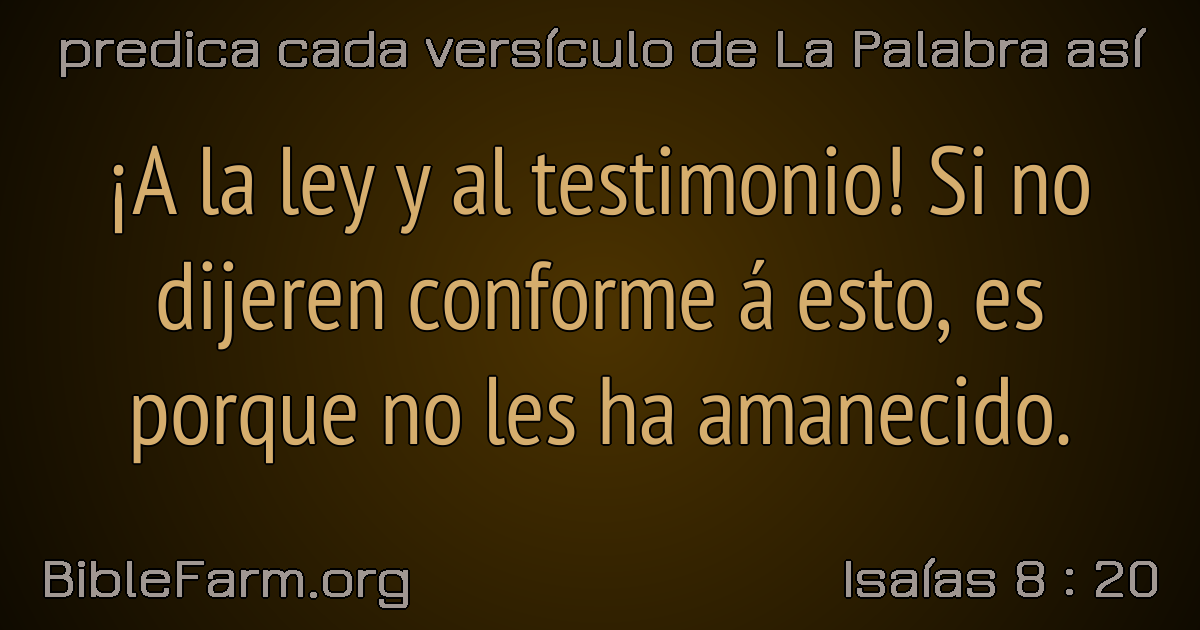 predica cada versículo de La Palabra así
¡A la ley y al testimonio! Si no
dijeren conforme á esto, es
porque no les ha amanecido.
BibleFarm.org
Isaías 8 : 20